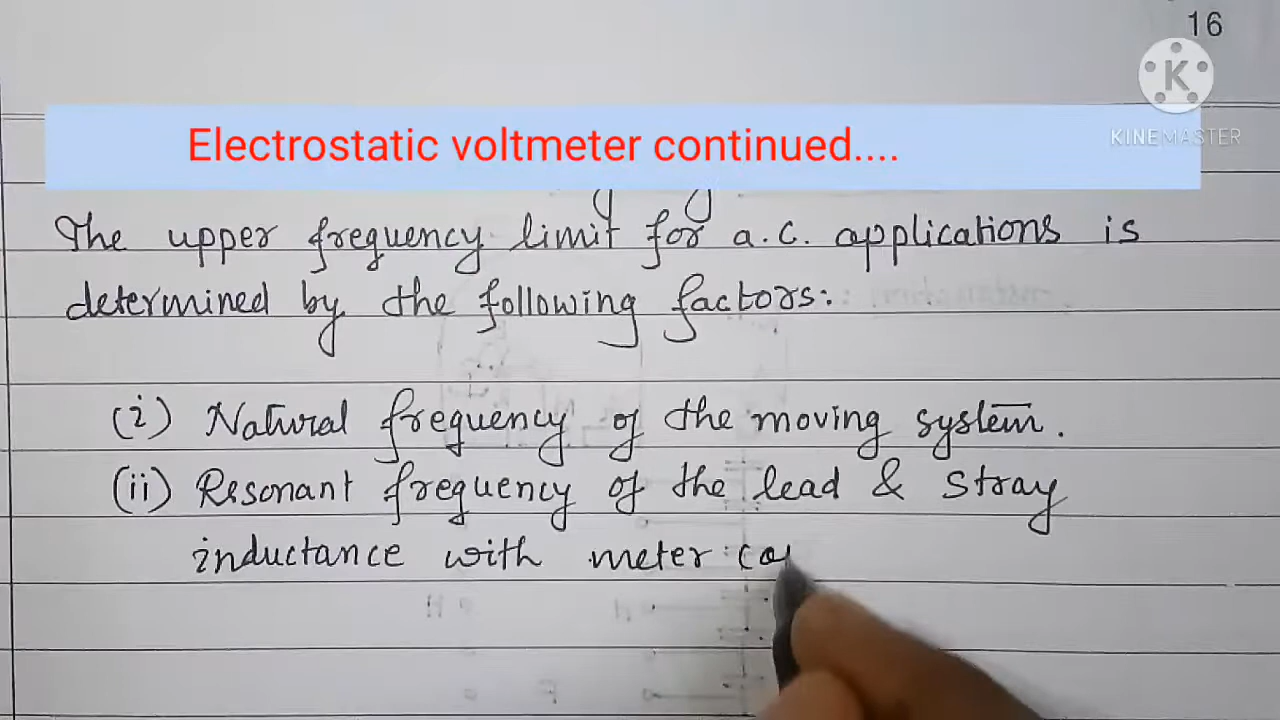 16
K
KINEMASTER
Electrostatic voltmeter continued....
The upper frequency limit for a.c. applications is
determined by the following factors:
(i) Natural frequency of the moving system.
(ii) Resonant frequency of the lead & stray
inductance with meter